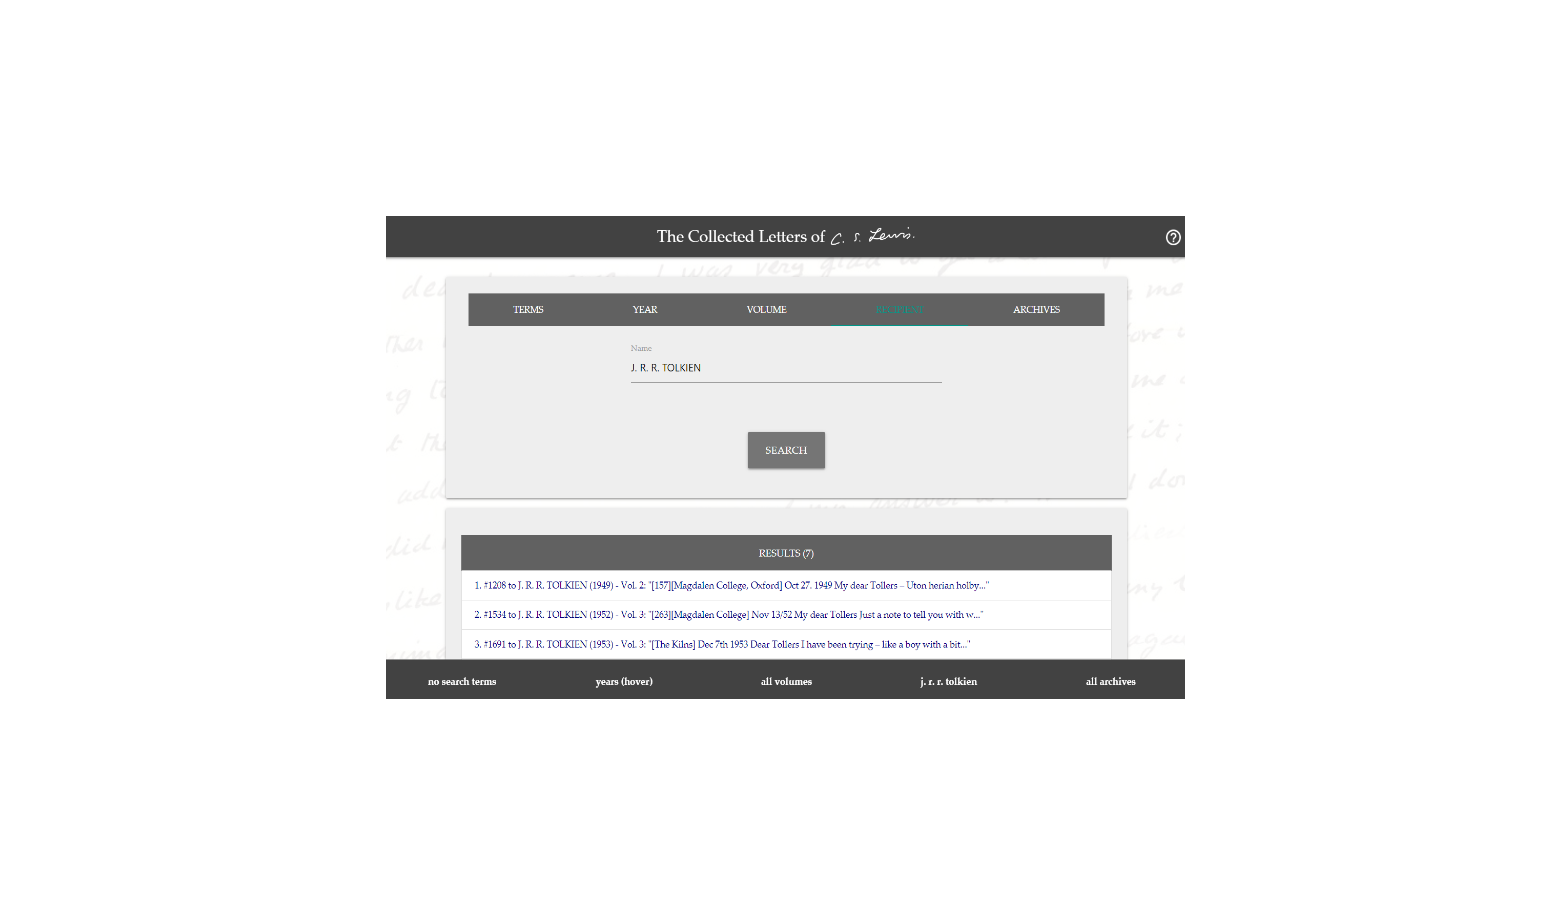 The Collected Letters of C. S. Lewis.
TERMS YEAR VOLUME RECIPIENT ARCHIVES
Name
J. R. R. TOLKIEN
SEARCH
RESULTS (7)
1. #1208 to J. R. R. TOLKIEN (1949) - Vol. 2: "[157][Magdalen College, Oxford] Oct 27. 1949 My dear Tollers – Uton herian holby..."
2. #1534 to J. R. R. TOLKIEN (1952) - Vol. 3: "[263][Magdalen College] Nov 13/52 My dear Tollers Just a note to tell you with w..."
3. #1691 to J. R. R. TOLKIEN (1953) - Vol. 3: "[The Kilns] Dec 7th 1953 Dear Tollers I have been trying – like a boy with a bit..."
no search terms years (hover) all volumes j. r. r. tolkien all archives